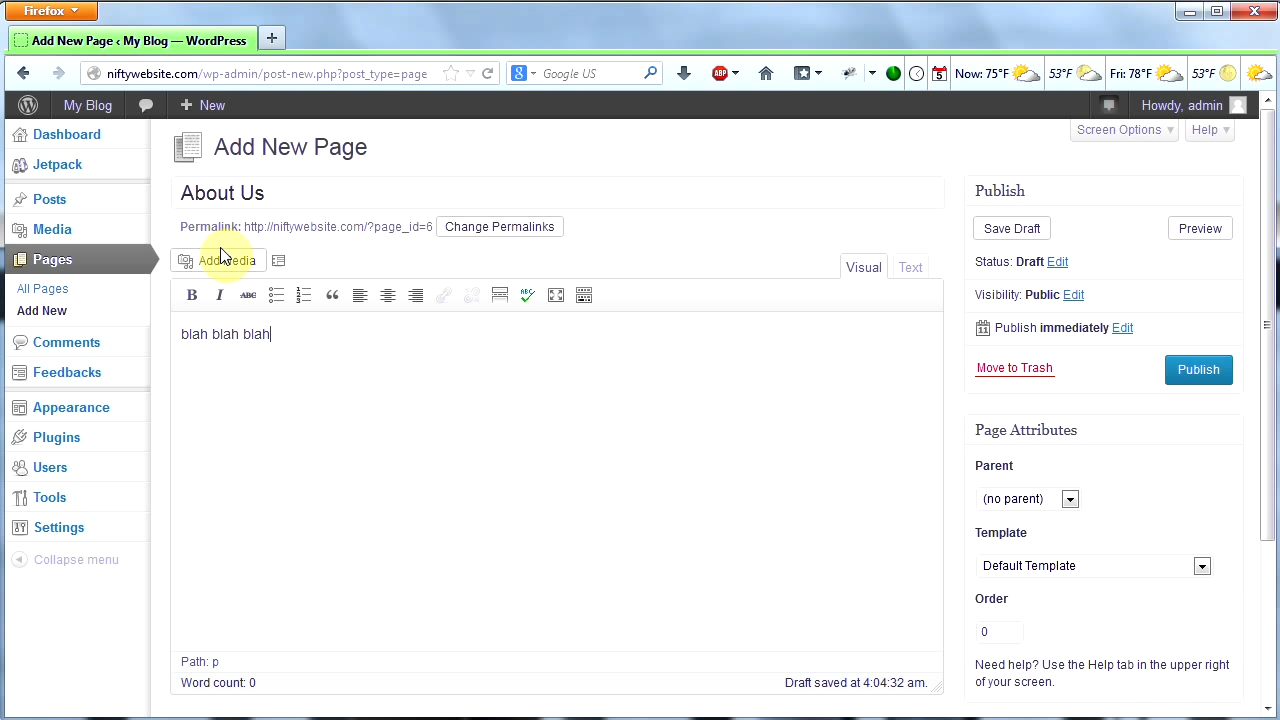 Firefox
Add New Page ‹ My Blog — WordPress
niftywebsite.com/wp-admin/post-new.php?post_type=page
Google US
ABP
5
Now: 75°F
53°F
Fri: 78°F
53°F
My Blog
New
Howdy, admin
Dashboard
Jetpack
Posts
Media
Pages
All Pages
Add New
Comments
Feedbacks
Appearance
Plugins
Users
Tools
Settings
Collapse menu
Screen Options
Help
Add New Page
About Us
Permalink: http://niftywebsite.com/?page_id=6
Change Permalinks
Add Media
Visual
Text
B
I
ABC
ABC
blah blah blah
Path: p
Word count: 0
Draft saved at 4:04:32 am.
Publish
Save Draft
Preview
Status: Draft Edit
Visibility: Public Edit
11
Publish immediately Edit
Move to Trash
Publish
Page Attributes
Parent
(no parent)
Template
Default Template
Order
0
Need help? Use the Help tab in the upper right
of your screen.